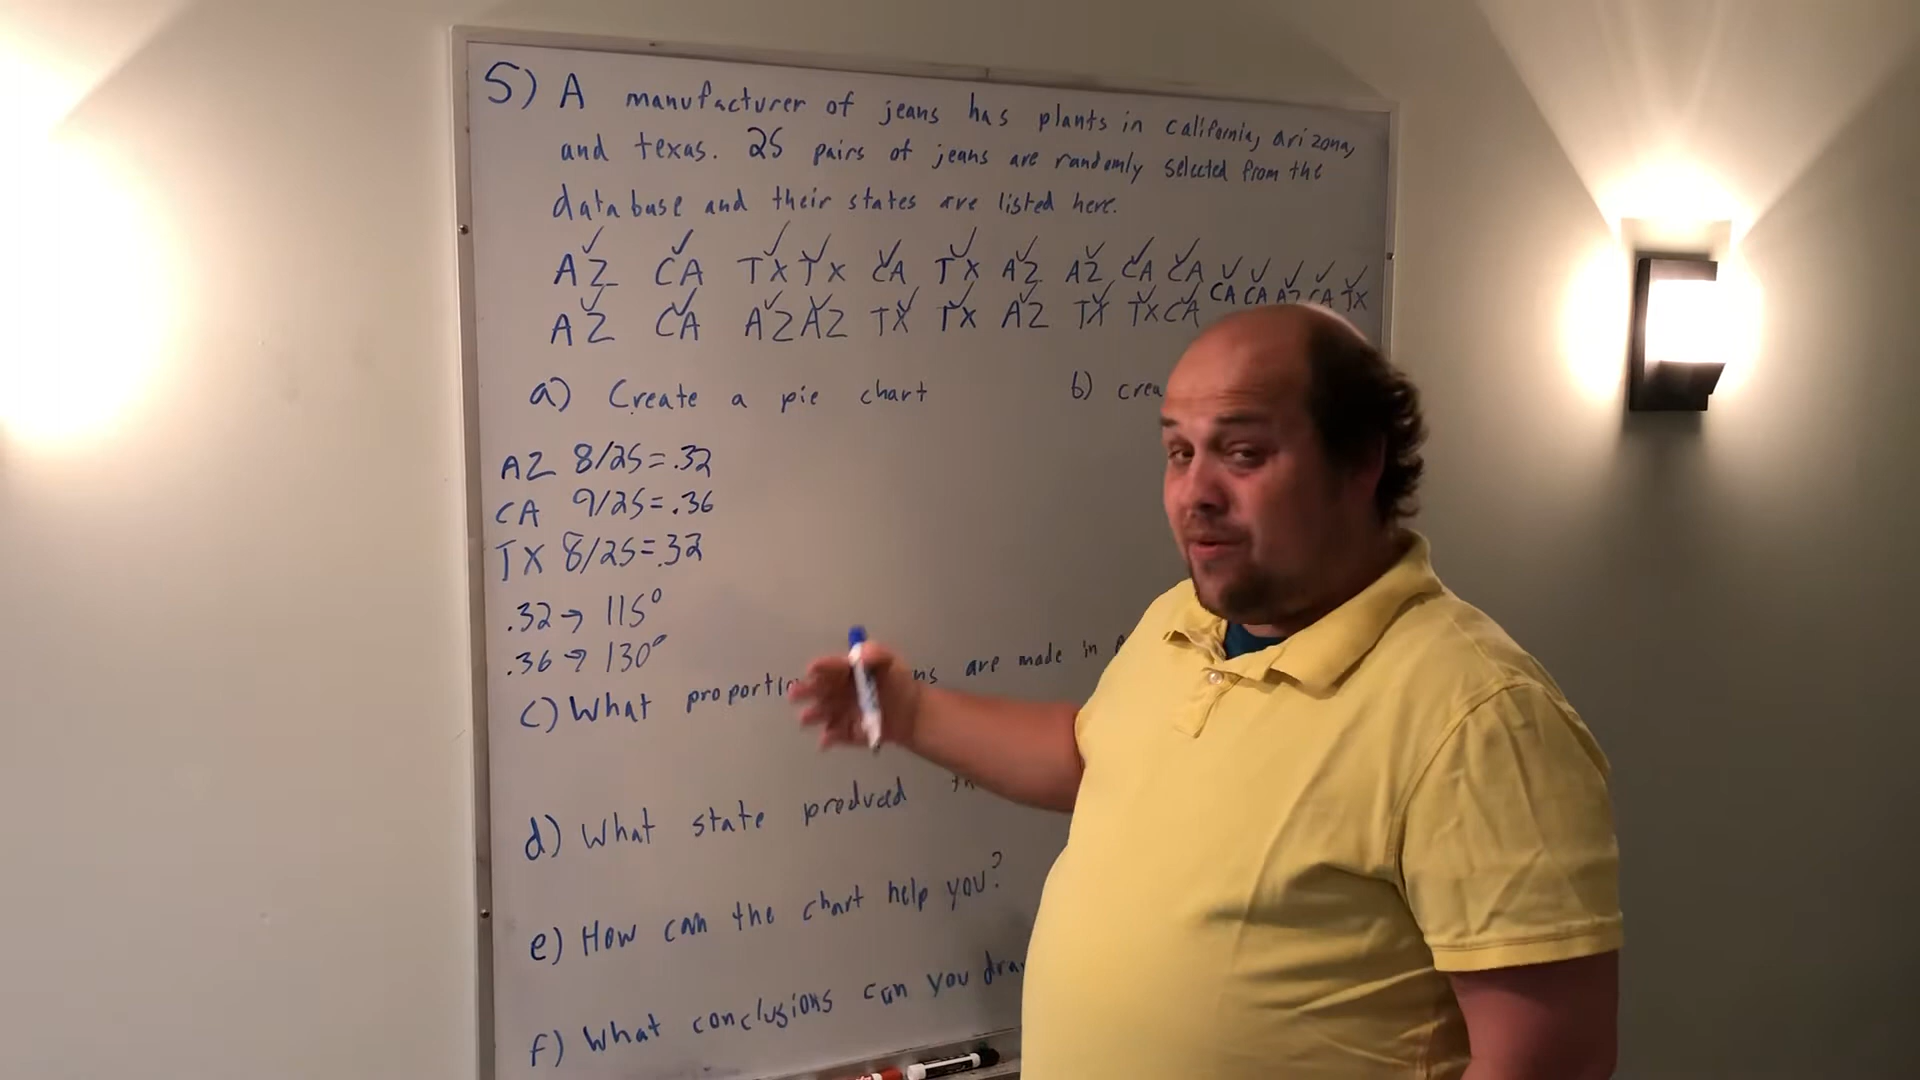 5) A manufacturer of jeans has plants in california, arizona,
and texas. 25 pairs of jeans are randomly selected from the
database and their states are listed here.
AZ CA TX TX CA TX AZ AZ CA CA CA CA AZ CA TX
AZ CA AZ AZ TX TX AZ TX TX CA
a) Create a pie chart b) crea
AZ 8/25=.32
CA 9/25=.36
TX 8/25=.32
.32→ 115°
.36→ 130°
c) What proportio ns are made in
d) What state produced
e) How can the chart help you?
f) What conclusions can you dra